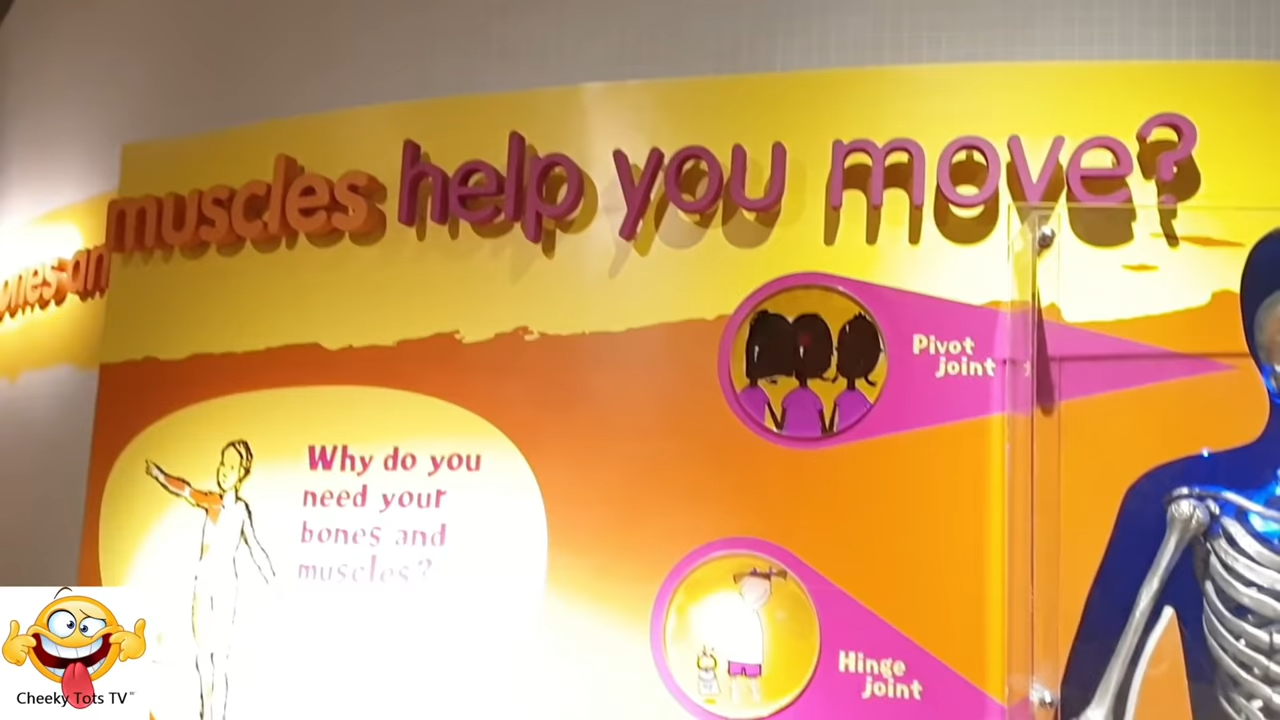 muscles help you move?
Pivot
joint
Why do you
need your
bones and
muscles?
Hinge
joint
Cheeky Tots TV